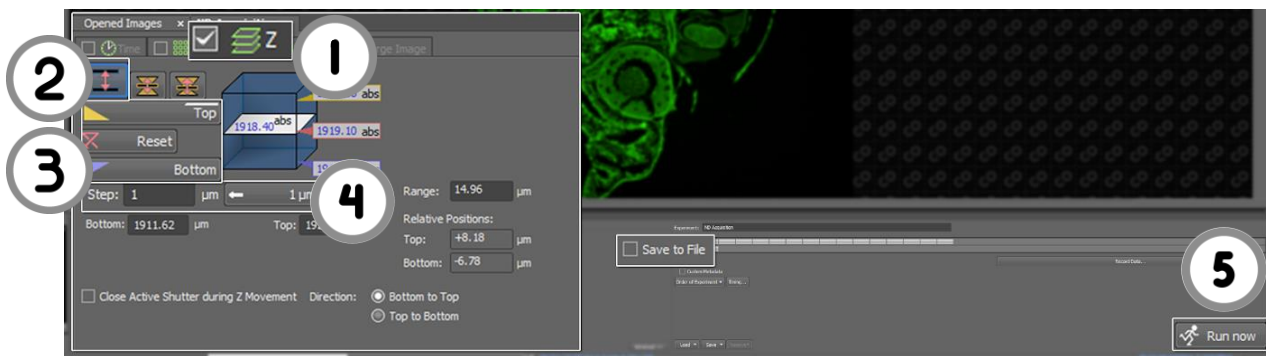 Opened Images ×
Z
1
Time
Large Image
2
abs
Top
1918.40 abs
1919.10 abs
Reset
3
Bottom
4
Step: 1 µm
1 µm
Range: 14.96 µm
Bottom: 1911.62 µm
Top:
Relative Positions:
Top: +8.18 µm
Bottom: -6.78 µm
Close Active Shutter during Z Movement Direction: Bottom to Top
Top to Bottom
Experiment: ND Acquisition
Save to File
Record Data...
Custom Metadata
Order of Experiment Timing...
5
Load Save
Run now